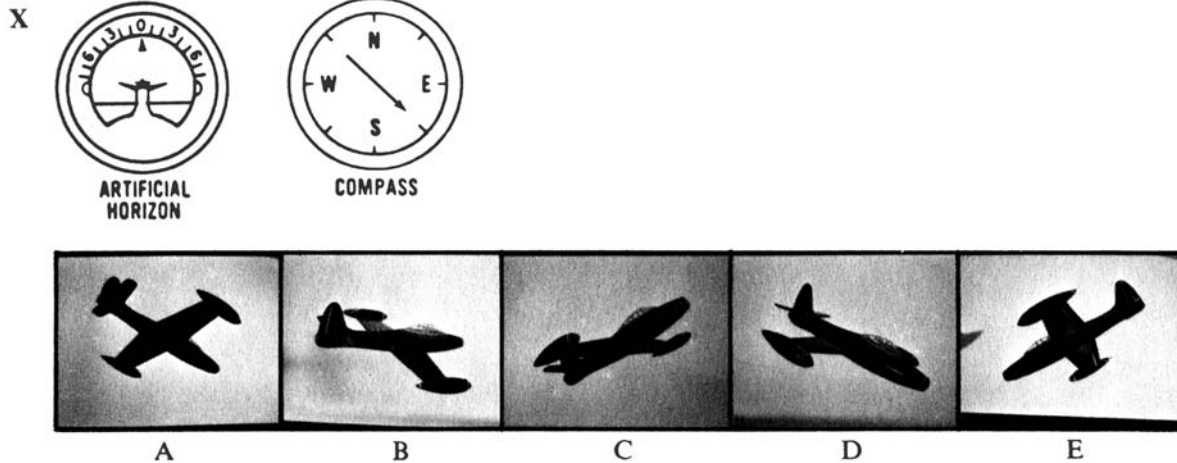 X
6 3 0 3 6
N
W E
S
ARTIFICIAL
HORIZON
COMPASS
A B C D E